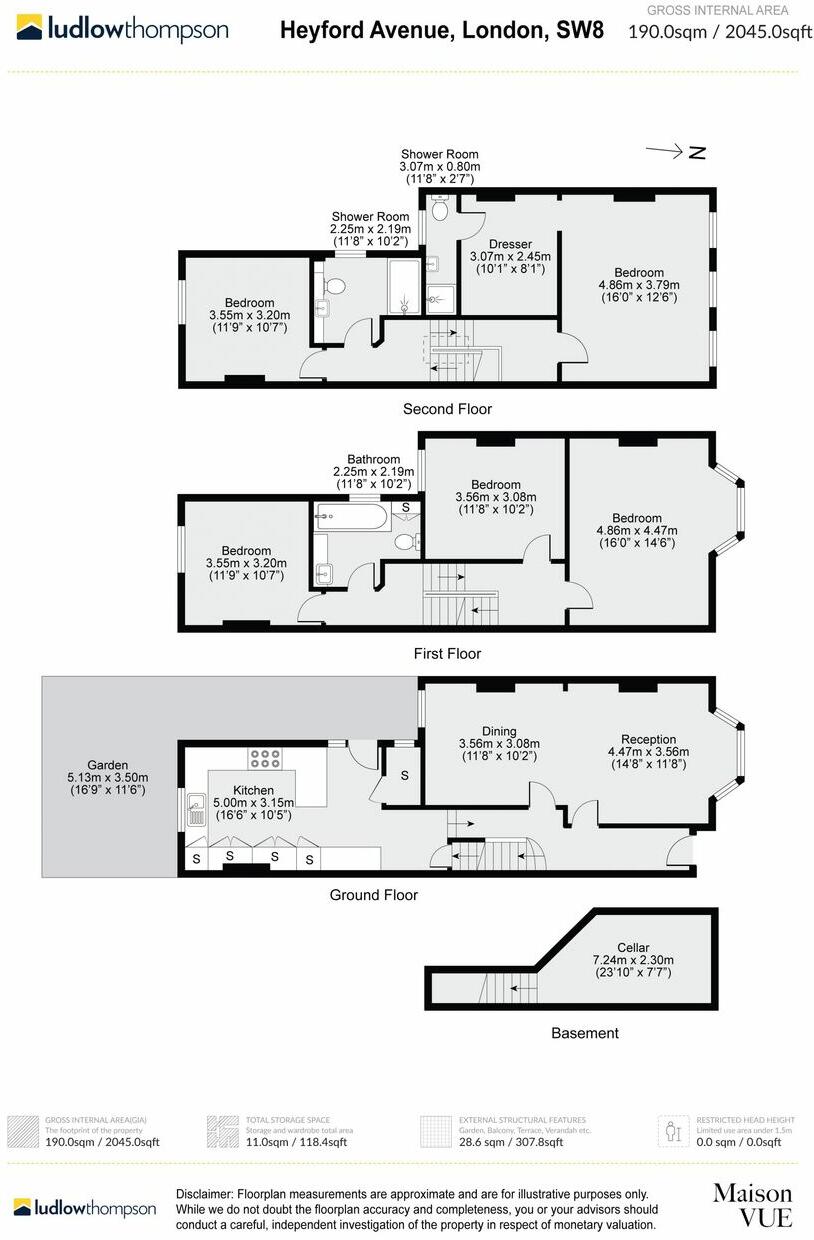 ludlowthompson
Heyford Avenue, London, SW8
GROSS INTERNAL AREA
190.0sqm / 2045.0sqft
N
Shower Room
3.07m x 0.80m
(11'8" x 2'7")
Shower Room
2.25m x 2.19m
(11'8" x 10'2")
Dresser
3.07m x 2.45m
(10'1" x 8'1")
Bedroom
4.86m x 3.79m
(16'0" x 12'6")
Bedroom
3.55m x 3.20m
(11'9" x 10'7")
Second Floor
Bathroom
2.25m x 2.19m
(11'8" x 10'2")
S
Bedroom
3.56m x 3.08m
(11'8" x 10'2")
Bedroom
4.86m x 4.47m
(16'0" x 14'6")
Bedroom
3.55m x 3.20m
(11'9" x 10'7")
First Floor
Garden
5.13m x 3.50m
(16'9" x 11'6")
Kitchen
5.00m x 3.15m
(16'6" x 10'5")
S
S
S
S
S
Dining
3.56m x 3.08m
(11'8" x 10'2")
Reception
4.47m x 3.56m
(14'8" x 11'8")
Ground Floor
Cellar
7.24m x 2.30m
(23'10" x 7'7")
Basement
GROSS INTERNAL AREA(GIA)
The footprint of the property
190.0sqm / 2045.0sqft
TOTAL STORAGE SPACE
Storage and wardrobe total area
11.0sqm / 118.4sqft
EXTERNAL STRUCTURAL FEATURES
Garden, Balcony, Terrace, Verandah etc.
28.6 sqm / 307.8sqft
RESTRICTED HEAD HEIGHT
Limited use area under 1.5m
0.0 sqm / 0.0sqft
ludlowthompson
Disclaimer: Floorplan measurements are approximate and are for illustrative purposes only.
While we do not doubt the floorplan accuracy and completeness, you or your advisors should
conduct a careful, independent investigation of the property in respect of monetary valuation.
Maison
VUE